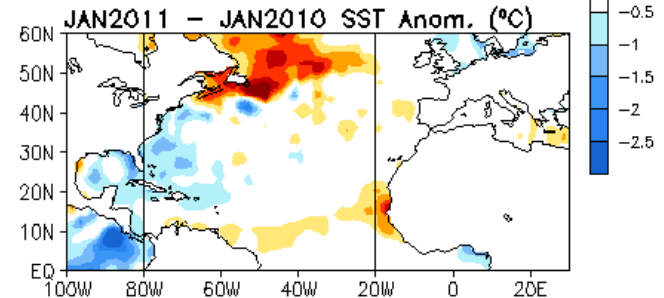 JAN2011 – JAN2010 SST Anom. (ºC)
60N
50N
40N
30N
20N
10N
EQ
100W 80W 60W 40W 20W 0 20E
-0.5
-1
-1.5
-2
-2.5